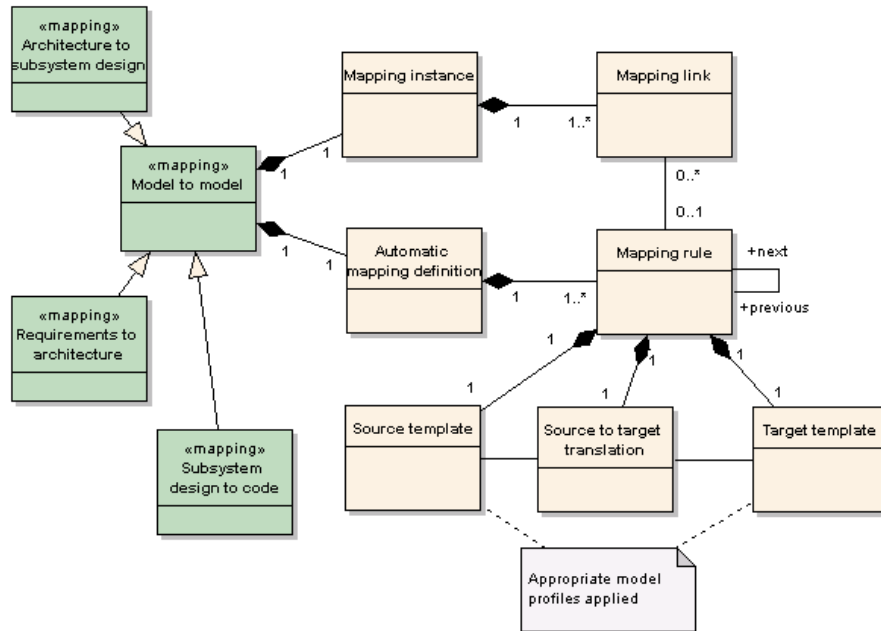 «mapping»
Architecture to
subsystem design
Mapping instance
Mapping link
1
1..*
«mapping»
Model to model
1
1
0..*
0..1
1
1
Automatic
mapping definition
1
1..*
Mapping rule
+next
+previous
«mapping»
Requirements to
architecture
1
1
1
1
1
1
«mapping»
Subsystem
design to code
Source template
Source to target
translation
Target template
Appropriate model
profiles applied